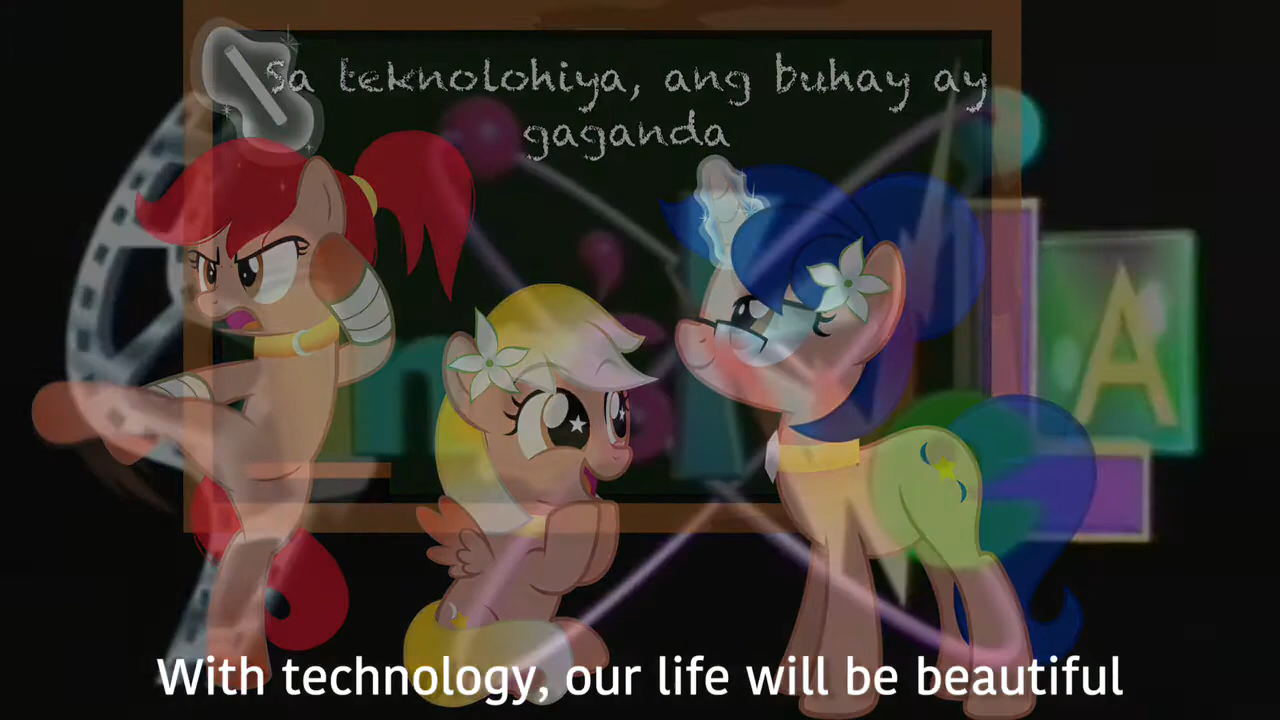 Sa teknolohiya, ang buhay ay
gaganda
n
A
With technology, our life will be beautiful